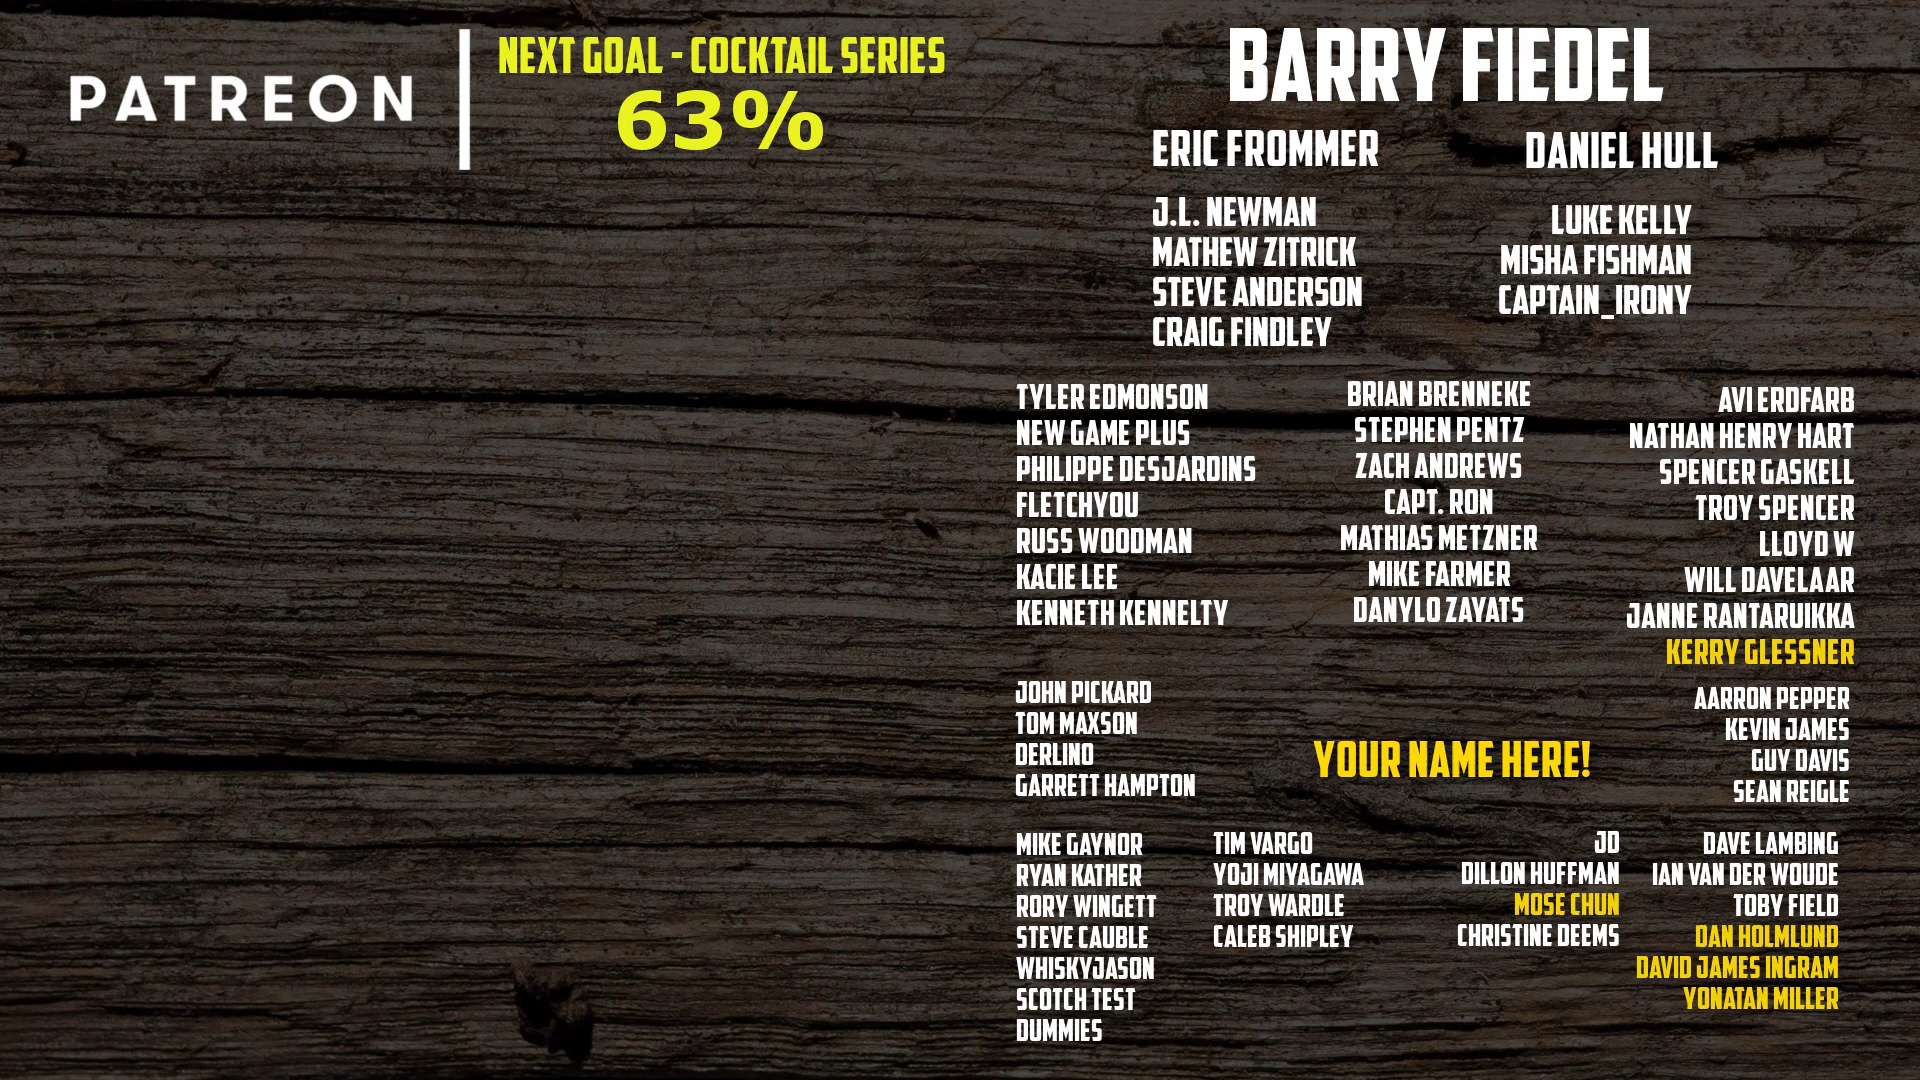 PATREON
NEXT GOAL - COCKTAIL SERIES
63%
BARRY FIEDEL
ERIC FROMMER
DANIEL HULL
J.L. NEWMAN
MATHEW ZITRICK
STEVE ANDERSON
CRAIG FINDLEY
LUKE KELLY
MISHA FISHMAN
CAPTAIN_IRONY
TYLER EDMONSON
NEW GAME PLUS
PHILIPPE DESJARDINS
FLETCHYOU
RUSS WOODMAN
KACIE LEE
KENNETH KENNELTY
BRIAN BRENNEKE
STEPHEN PENTZ
ZACH ANDREWS
CAPT. RON
MATHIAS METZNER
MIKE FARMER
DANYLO ZAYATS
AVI ERDFARB
NATHAN HENRY HART
SPENCER GASKELL
TROY SPENCER
LLOYD W
WILL DAVELAAR
JANNE RANTARUIKKA
KERRY GLESSNER
JOHN PICKARD
TOM MAXSON
DERLINO
GARRETT HAMPTON
YOUR NAME HERE!
AARRON PEPPER
KEVIN JAMES
GUY DAVIS
SEAN REIGLE
MIKE GAYNOR
RYAN KATHER
RORY WINGETT
STEVE CAUBLE
WHISKYJASON
SCOTCH TEST
DUMMIES
TIM VARGO
YOJI MIYAGAWA
TROY WARDLE
CALEB SHIPLEY
JD
DILLON HUFFMAN
MOSE CHUN
CHRISTINE DEEMS
DAVE LAMBING
IAN VAN DER WOUDE
TOBY FIELD
DAN HOLMLUND
DAVID JAMES INGRAM
YONATAN MILLER